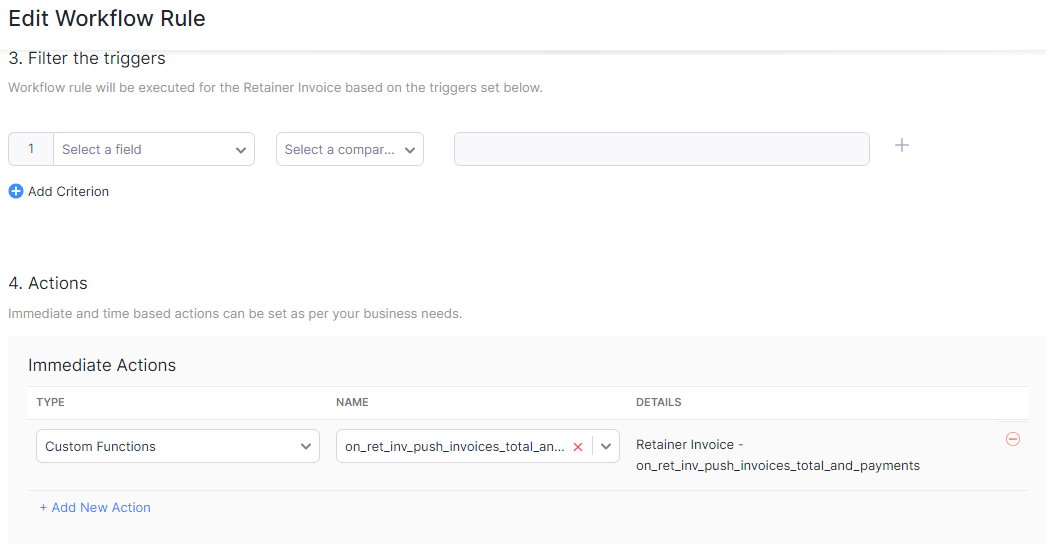 Edit Workflow Rule
3. Filter the triggers
Workflow rule will be executed for the Retainer Invoice based on the triggers set below.
1 Select a field Select a compar...
Add Criterion
4. Actions
Immediate and time based actions can be set as per your business needs.
Immediate Actions
TYPE NAME DETAILS
Custom Functions on_ret_inv_push_invoices_total_an... Retainer Invoice -
on_ret_inv_push_invoices_total_and_payments
+ Add New Action